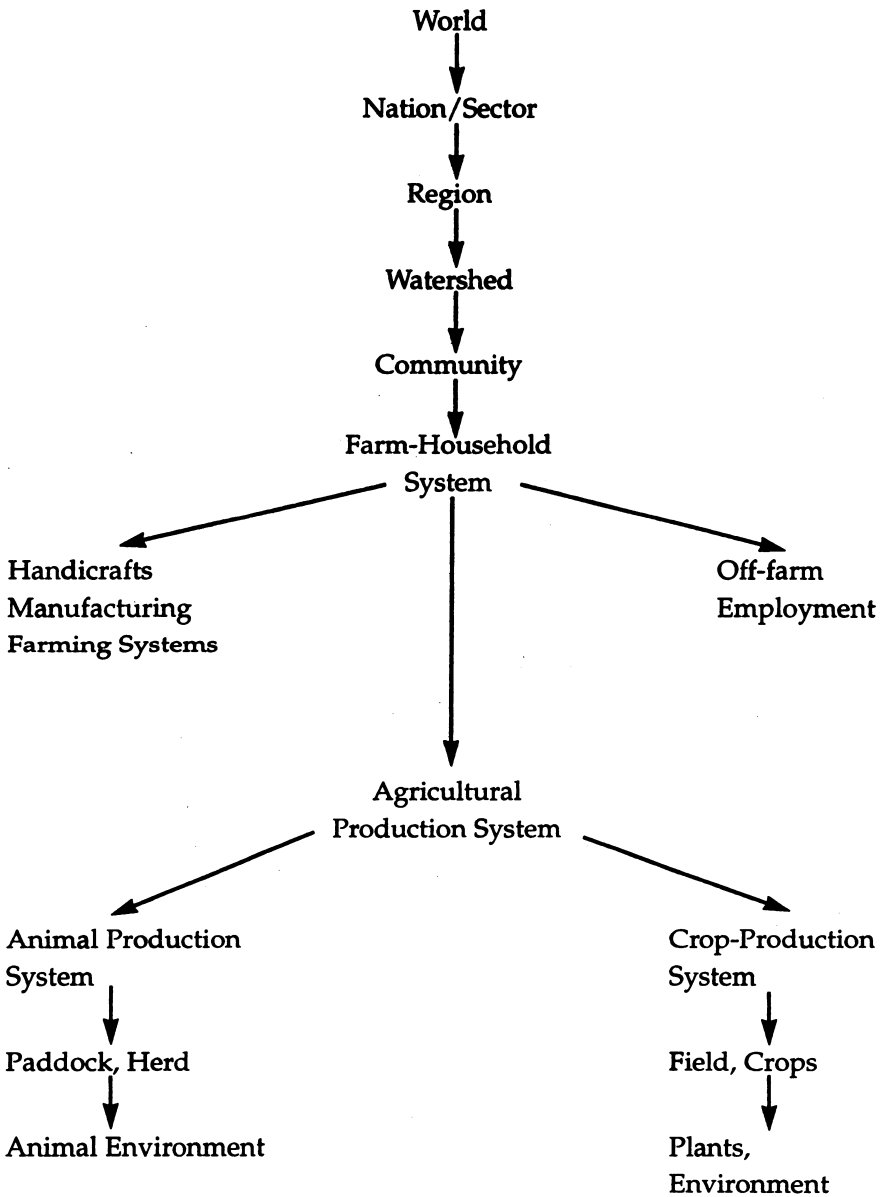 World
Nation/Sector
Region
Watershed
Community
Farm-Household
System
Handicrafts
Manufacturing
Farming Systems
Off-farm
Employment
Agricultural
Production System
Animal Production
System
Crop-Production
System
Paddock, Herd
Field, Crops
Animal Environment
Plants,
Environment